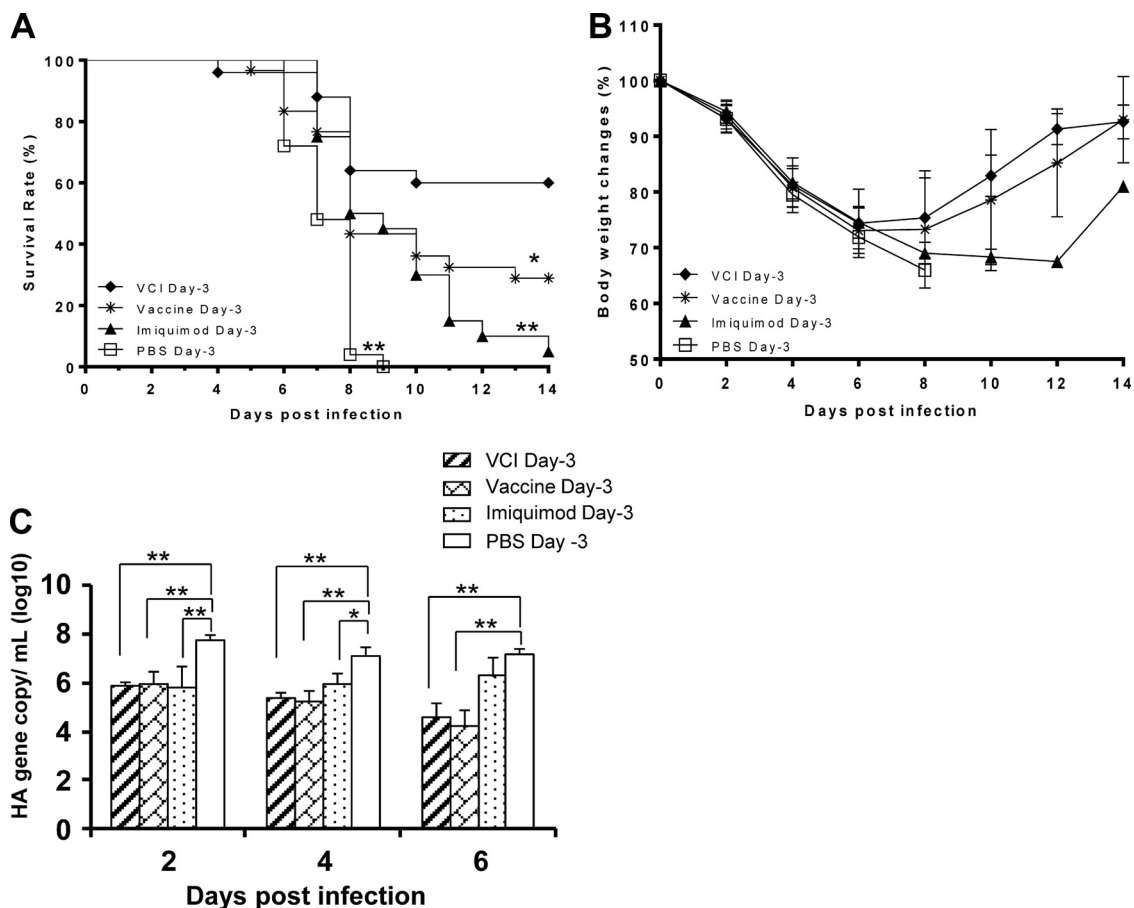 A
Survival Rate (%)
100
80
60
40
20
0
VCI Day-3
Vaccine Day-3
Imiquimod Day-3
PBS Day-3
*
**
**
0 2 4 6 8 10 12 14
Days post infection
B
Body weight changes (%)
100
90
80
70
60
50
VCI Day-3
Vaccine Day-3
Imiquimod Day-3
PBS Day-3
0 2 4 6 8 10 12 14
Days post infection
VCI Day-3
Vaccine Day-3
Imiquimod Day-3
PBS Day -3
C
HA gene copy/ mL (log10)
10
8
6
4
2
0
** ** **
** ** *
** **
2 4 6
Days post infection